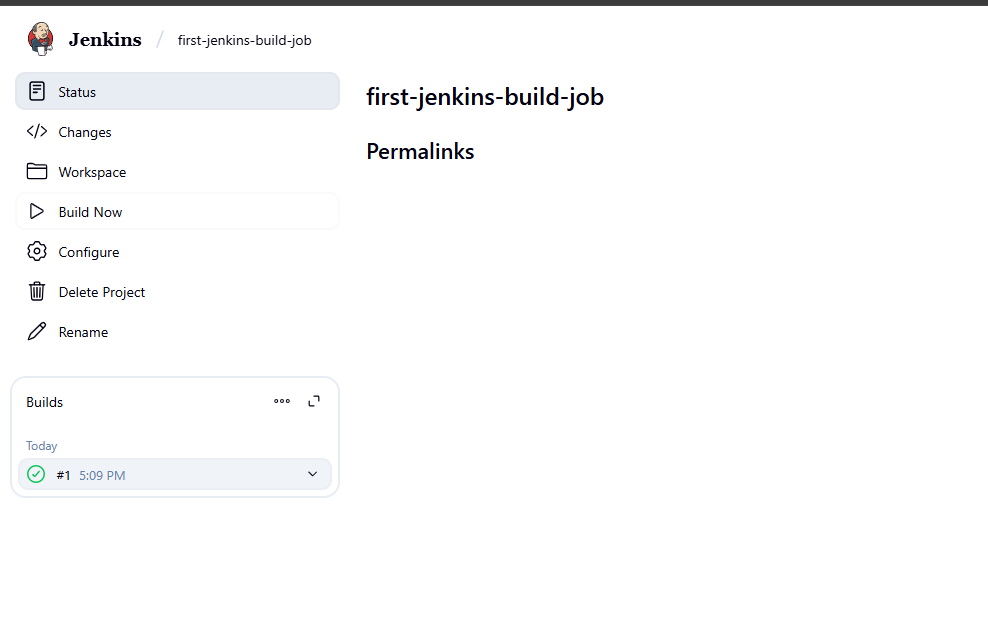 Jenkins / first-jenkins-build-job
Status
Changes
Workspace
Build Now
Configure
Delete Project
Rename
Builds
Today
#1 5:09 PM
first-jenkins-build-job
Permalinks